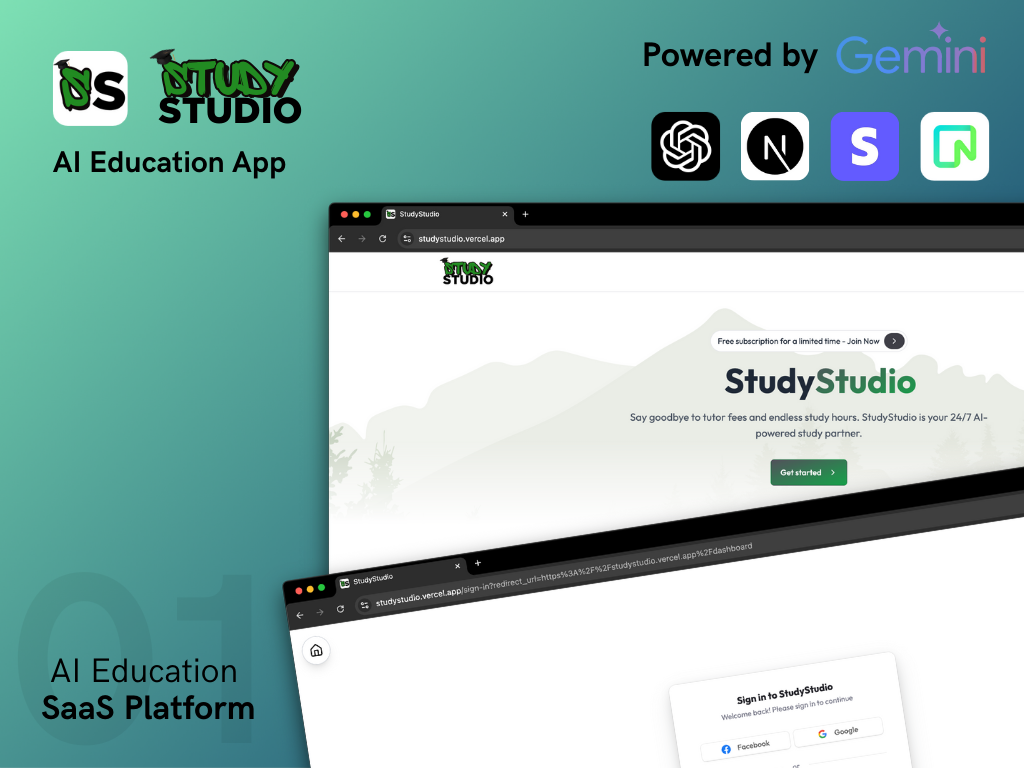 SS
STUDY
STUDIO
AI Education App
Powered by Gemini
N
S
N
StudyStudio
studystudio.vercel.app
STUDY
STUDIO
Free subscription for a limited time - Join Now
StudyStudio
Say goodbye to tutor fees and endless study hours. StudyStudio is your 24/7 AI-
powered study partner.
Get started
SS StudyStudio
studystudio.vercel.app/sign-in?redirect_url=https%3A%2F%2Fstudystudio.vercel.app%2Fdashboard
Sign in to StudyStudio
Welcome back! Please sign in to continue
Facebook
Google
or
01
AI Education
SaaS Platform